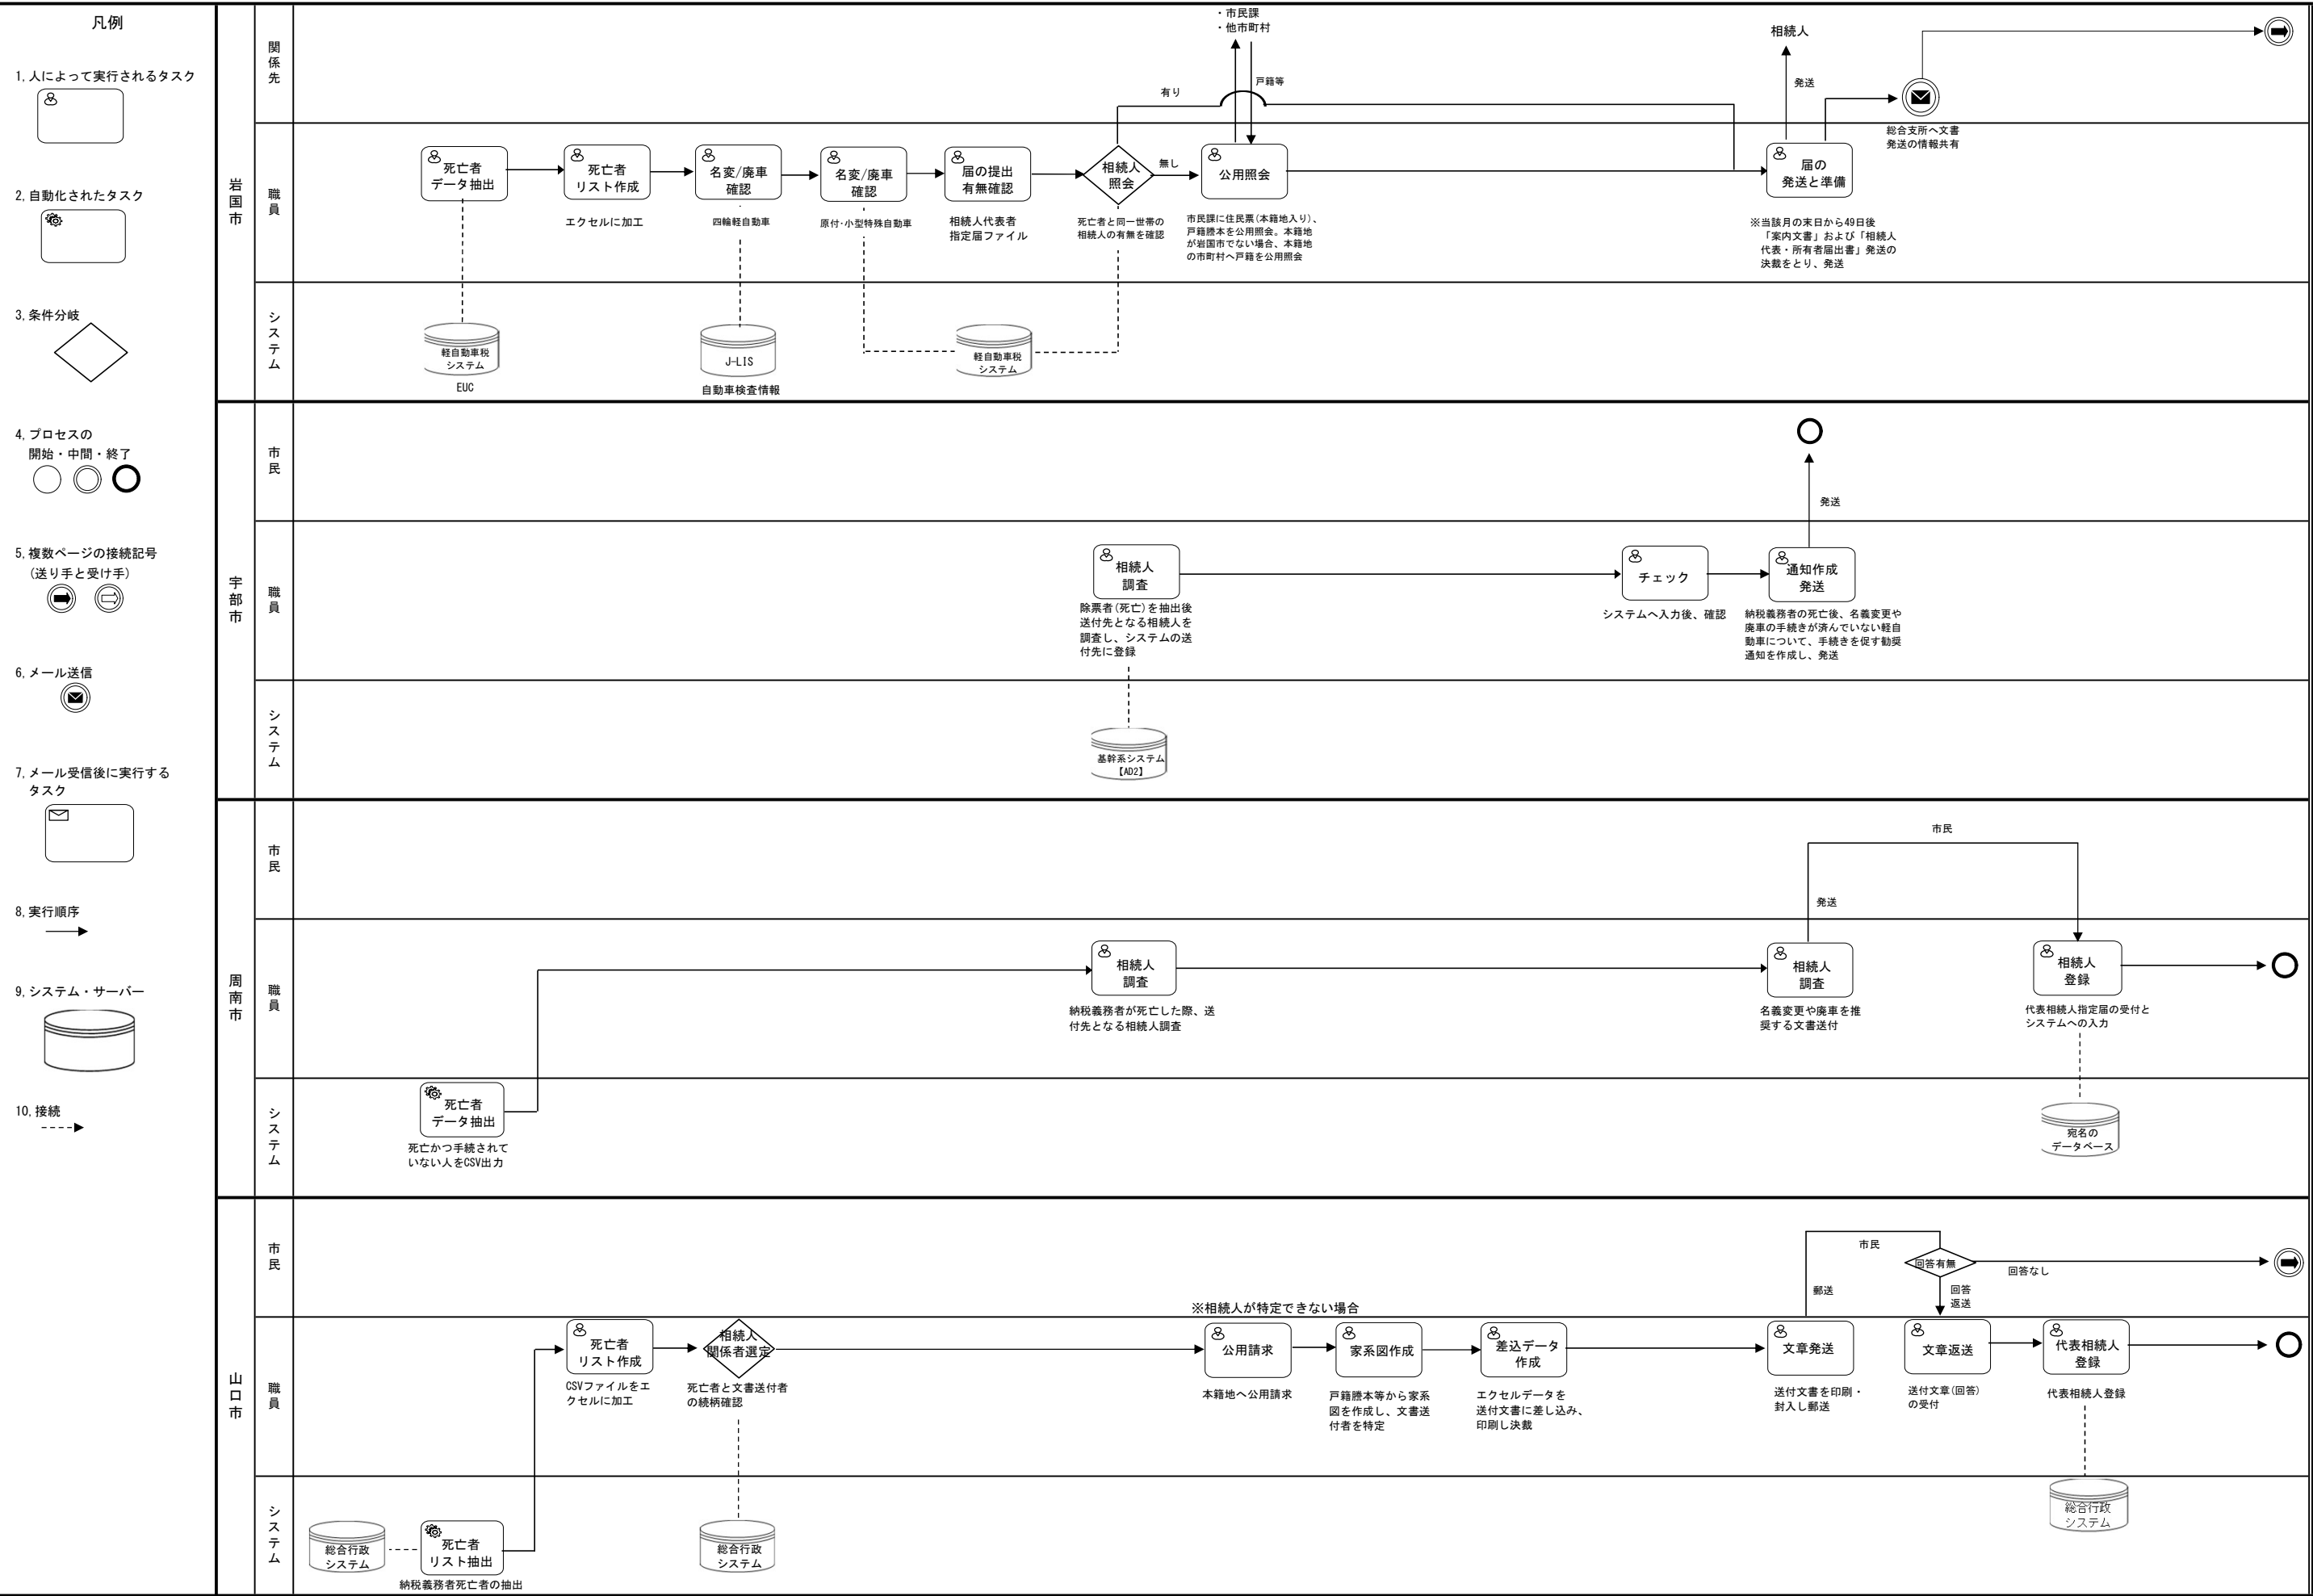 凡例
1,人によって実行されるタスク
2,自動化されたタスク
3,条件分岐
4,プロセスの
開始・中間・終了
5,複数ページの接続記号
(送り手と受け手)
6,メール送信
7,メール受信後に実行する
タスク
8,実行順序
9,システム・サーバー
10,接続
岩国市
関係先
・市民課
・他市町村
戸籍等
有り
相続人
発送
総合支所へ文書
発送の情報共有
職員
死亡者
データ抽出
死亡者
リスト作成
エクセルに加工
名変/廃車
確認
四輪軽自動車
名変/廃車
確認
原付・小型特殊自動車
届の提出
有無確認
相続人代表者
指定届ファイル
相続人
照会
無し
死亡者と同一世帯の
相続人の有無を確認
公用照会
市民課に住民票(本籍地入り)、
戸籍謄本を公用照会。本籍地
が岩国市でない場合、本籍地
の市町村へ戸籍を公用照会
届の
発送と準備
※当該月の末日から49日後
「案内文書」および「相続人
代表・所有者届出書」発送の
決裁をとり、発送
システム
軽自動車税
システム
EUC
J-LIS
自動車検査情報
軽自動車税
システム
宇部市
市民
発送
職員
相続人
調査
除票者(死亡)を抽出後
送付先となる相続人を
調査し、システムの送
付先に登録
チェック
システムへ入力後、確認
通知作成
発送
納税義務者の死亡後、名義変更や
廃車の手続きが済んでいない軽自
動車について、手続きを促す勧奨
通知を作成し、発送
システム
基幹系システム
【AD2】
周南市
市民
市民
発送
職員
相続人
調査
納税義務者が死亡した際、送
付先となる相続人調査
相続人
調査
名義変更や廃車を推
奨する文書送付
相続人
登録
代表相続人指定届の受付と
システムへの入力
システム
死亡者
データ抽出
死亡かつ手続されて
いない人をCSV出力
宛名の
データベース
山口市
市民
市民
郵送
回答有無
回答なし
回答
返送
※相続人が特定できない場合
職員
死亡者
リスト作成
CSVファイルをエ
クセルに加工
相続人
関係者選定
死亡者と文書送付者
の続柄確認
公用請求
本籍地へ公用請求
家系図作成
戸籍謄本等から家系
図を作成し、文書送
付者を特定
差込データ
作成
エクセルデータを
送付文書に差し込み、
印刷し決裁
文章発送
送付文書を印刷・
封入し郵送
文章返送
送付文章(回答)
の受付
代表相続人
登録
代表相続人登録
システム
総合行政
システム
死亡者
リスト抽出
納税義務者死亡者の抽出
総合行政
システム
総合行政
システム